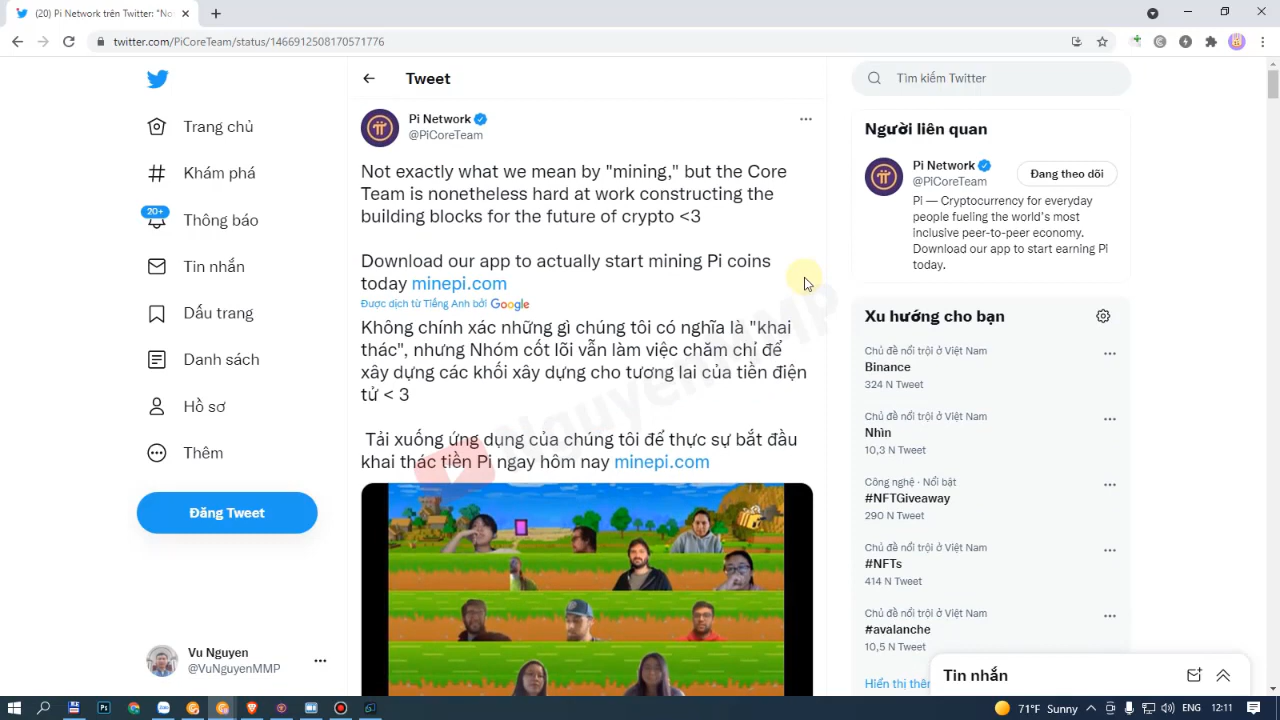 (20) Pi Network trên Twitter: "No
twitter.com/PiCoreTeam/status/1466912508170571776
Tweet
Tìm kiếm Twitter
Trang chủ
Khám phá
20+
Thông báo
Tin nhắn
Dấu trang
Danh sách
Hồ sơ
Thêm
Đăng Tweet
Vu Nguyen
@VuNguyenMMP
Pi Network
@PiCoreTeam
Not exactly what we mean by "mining," but the Core
Team is nonetheless hard at work constructing the
building blocks for the future of crypto <3
Download our app to actually start mining Pi coins
today minepi.com
Được dịch từ Tiếng Anh bởi Google
Không chính xác những gì chúng tôi có nghĩa là "khai
thác", nhưng Nhóm cốt lõi vẫn làm việc chăm chỉ để
xây dựng các khối xây dựng cho tương lai của tiền điện
tử < 3
Tải xuống ứng dụng của chúng tôi để thực sự bắt đầu
khai thác tiền Pi ngay hôm nay minepi.com
Nguyen MMP
Người liên quan
Pi Network
@PiCoreTeam
Đang theo dõi
Pi — Cryptocurrency for everyday
people fueling the world's most
inclusive peer-to-peer economy.
Download our app to start earning Pi
today.
Xu hướng cho bạn
Chủ đề nổi trội ở Việt Nam
Binance
324 N Tweet
Chủ đề nổi trội ở Việt Nam
Nhìn
10,3 N Tweet
Công nghệ · Nổi bật
#NFTGiveaway
290 N Tweet
Chủ đề nổi trội ở Việt Nam
#NFTs
414 N Tweet
Chủ đề nổi trội ở Việt Nam
#avalanche
10,5 N Tweet
Hiển thị thêm
Tin nhắn
71°F Sunny
ENG
12:11